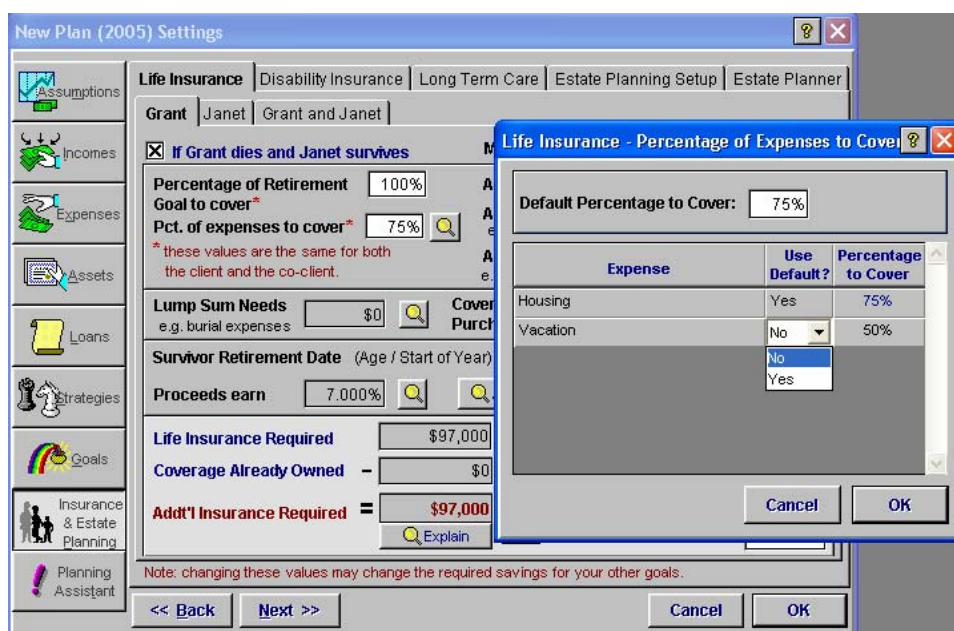 New Plan (2005) Settings
Assumptions
Incomes
Expenses
Assets
Loans
Strategies
Goals
Insurance
& Estate
Planning
Planning
Assistant
Life Insurance Disability Insurance Long Term Care Estate Planning Setup Estate Planner
Grant Janet Grant and Janet
If Grant dies and Janet survives
Percentage of Retirement 100%
Goal to cover*
Pct. of expenses to cover* 75%
* these values are the same for both
the client and the co-client.
Lump Sum Needs $0
e.g. burial expenses
Survivor Retirement Date (Age / Start of Year)
Proceeds earn 7.000%
Life Insurance Required $97,000
Coverage Already Owned – $0
Addt'l Insurance Required = $97,000
Explain
Note: changing these values may change the required savings for your other goals.
<< Back Next >> Cancel OK
Life Insurance - Percentage of Expenses to Cover
Default Percentage to Cover: 75%
Expense Use Default? Percentage to Cover
Housing Yes 75%
Vacation No 50%
No
Yes
Cancel OK